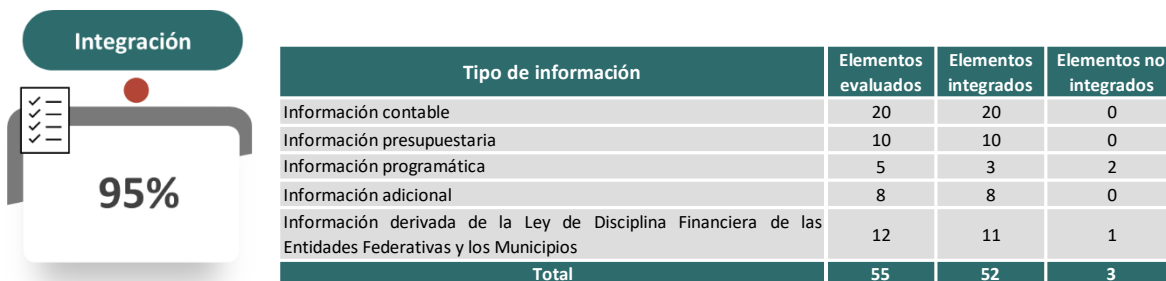 Integración
95%
Tipo de información
Elementos evaluados
Elementos integrados
Elementos no integrados
Información contable 20 20 0
Información presupuestaria 10 10 0
Información programática 5 3 2
Información adicional 8 8 0
Información derivada de la Ley de Disciplina Financiera de las
Entidades Federativas y los Municipios 12 11 1
Total 55 52 3